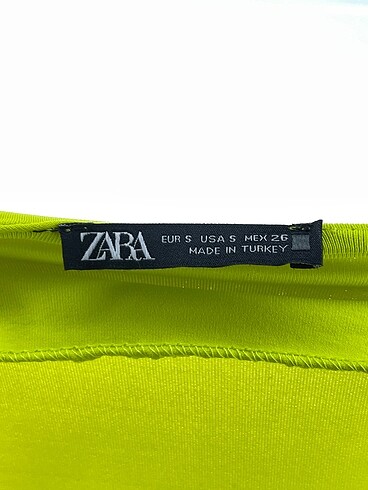 ZARA
EUR S USA S MEX 26
MADE IN TURKEY